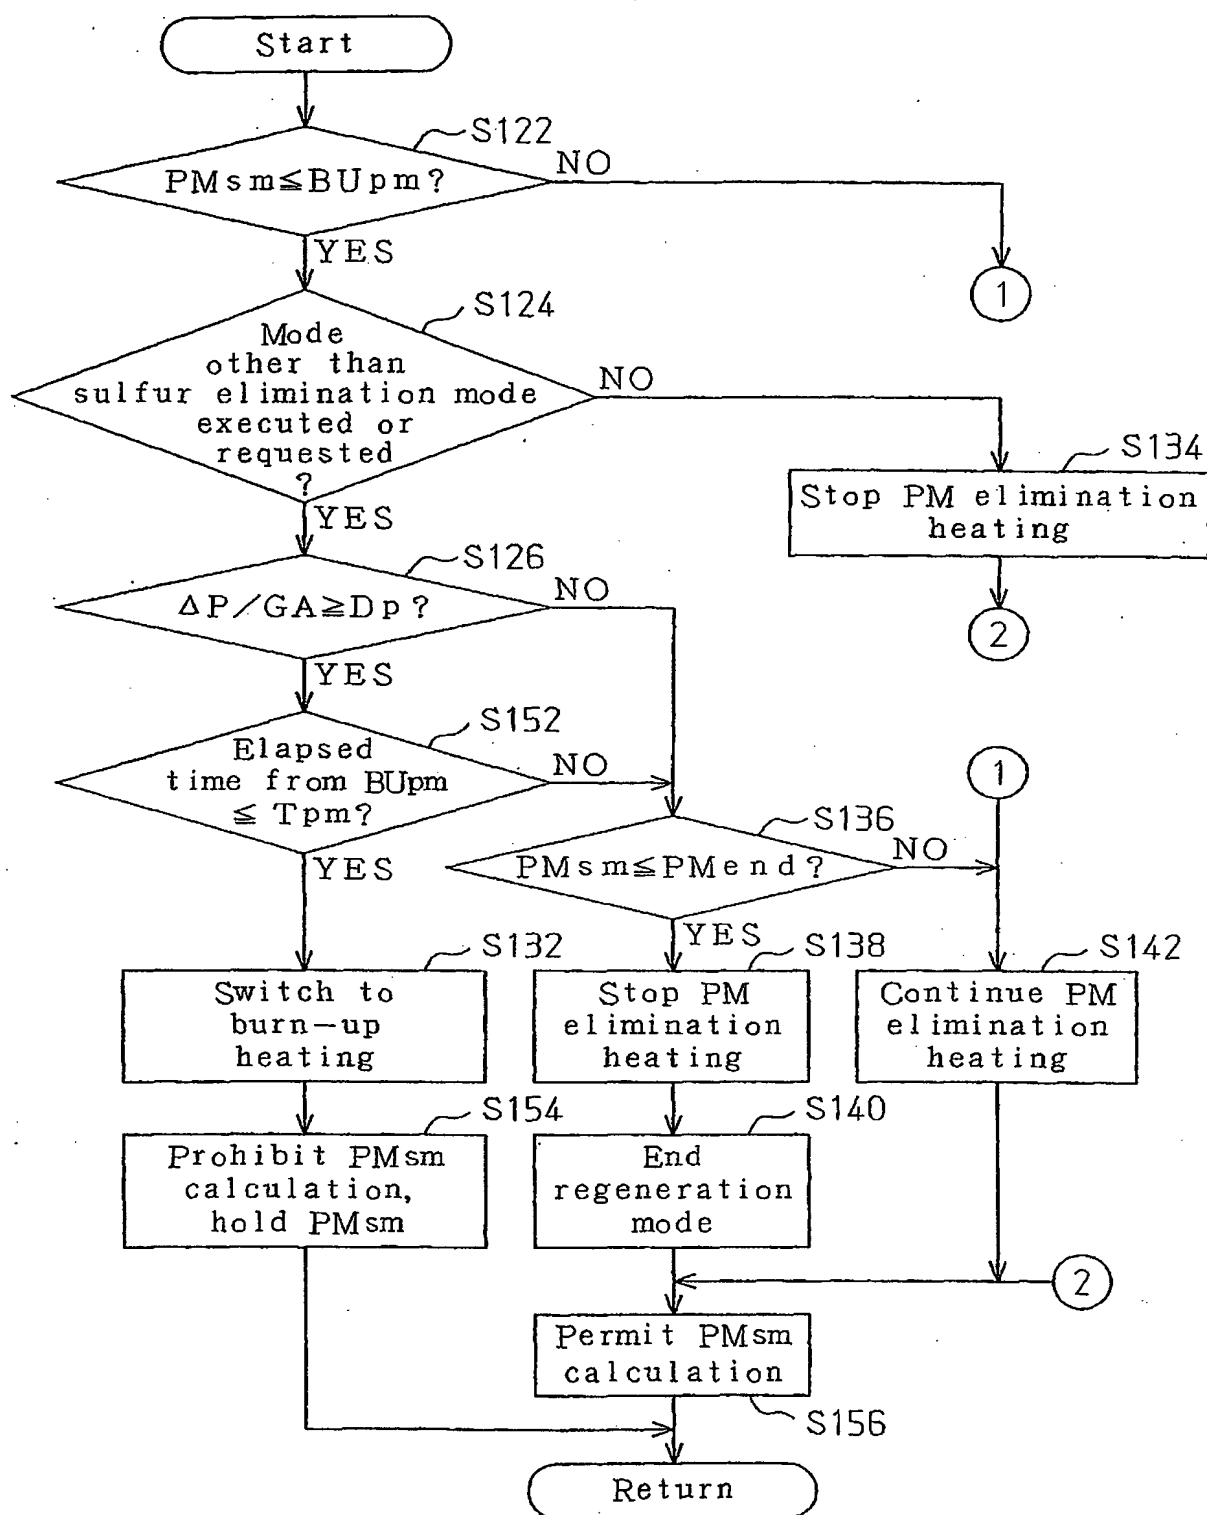 Start
S122
PMsm≦BUpm?
NO
YES
1
S124
Mode
other than
sulfur elimination mode
executed or
requested
?
NO
YES
S134
Stop PM elimination
heating
2
S126
ΔP/GA≧Dp?
NO
YES
S152
Elapsed
time from BUpm
≦ Tpm?
NO
YES
1
S136
PMsm≦PMend?
NO
YES
S132
Switch to
burn-up
heating
S138
Stop PM
elimination
heating
S142
Continue PM
elimination
heating
S154
Prohibit PMsm
calculation,
hold PMsm
S140
End
regeneration
mode
2
Permit PMsm
calculation
S156
Return